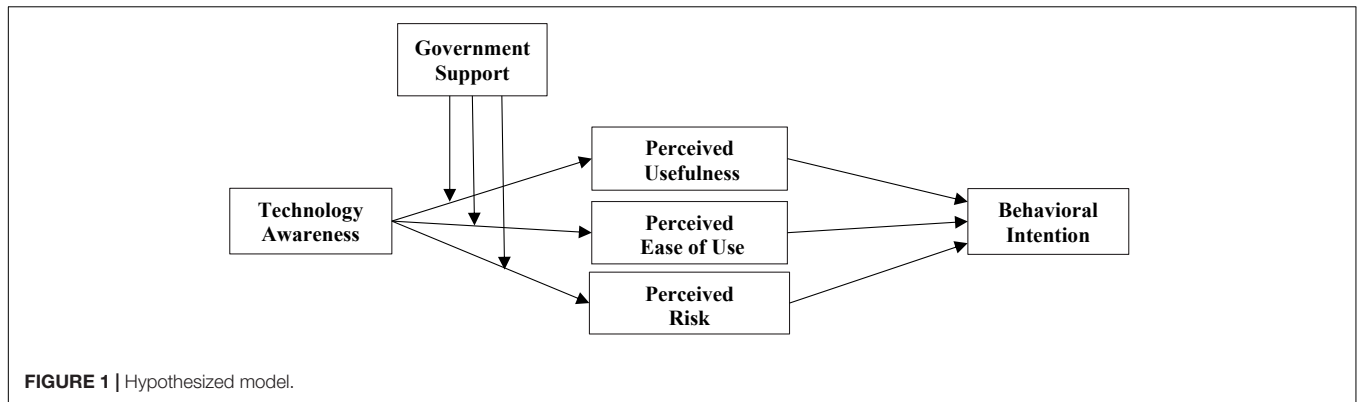 Government
Support
Perceived
Usefulness
Technology
Awareness
Perceived
Ease of Use
Behavioral
Intention
Perceived
Risk
FIGURE 1 | Hypothesized model.